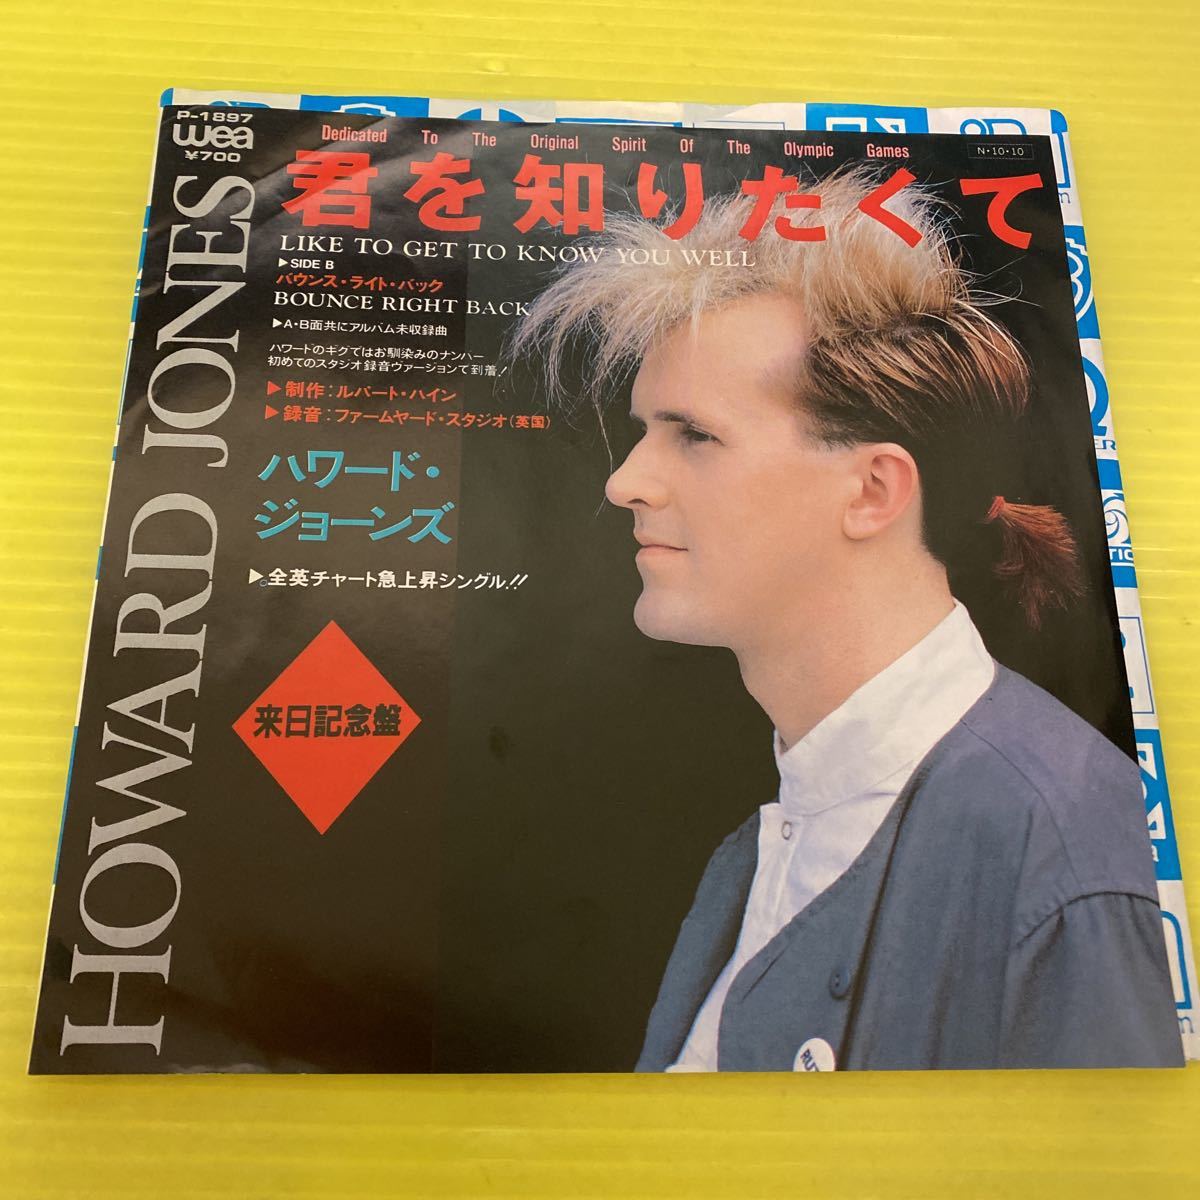 P-1897
wea
¥700
Dedicated To The Original Spirit Of The Olympic Games
N・10・10
君を知りたくて
LIKE TO GET TO KNOW YOU WELL
▶SIDE B
バウンス・ライト・バック
BOUNCE RIGHT BACK
▶A・B面共にアルバム未収録曲
ハワードのギグではお馴染みのナンバー
初めてのスタジオ録音ヴァージョンで到着!
▶制作:ルパート・ハイン
▶録音:ファームヤード・スタジオ(英国)
ハワード・
ジョーンズ
▶全英チャート急上昇シングル!!
来日記念盤
HOWARD JONES